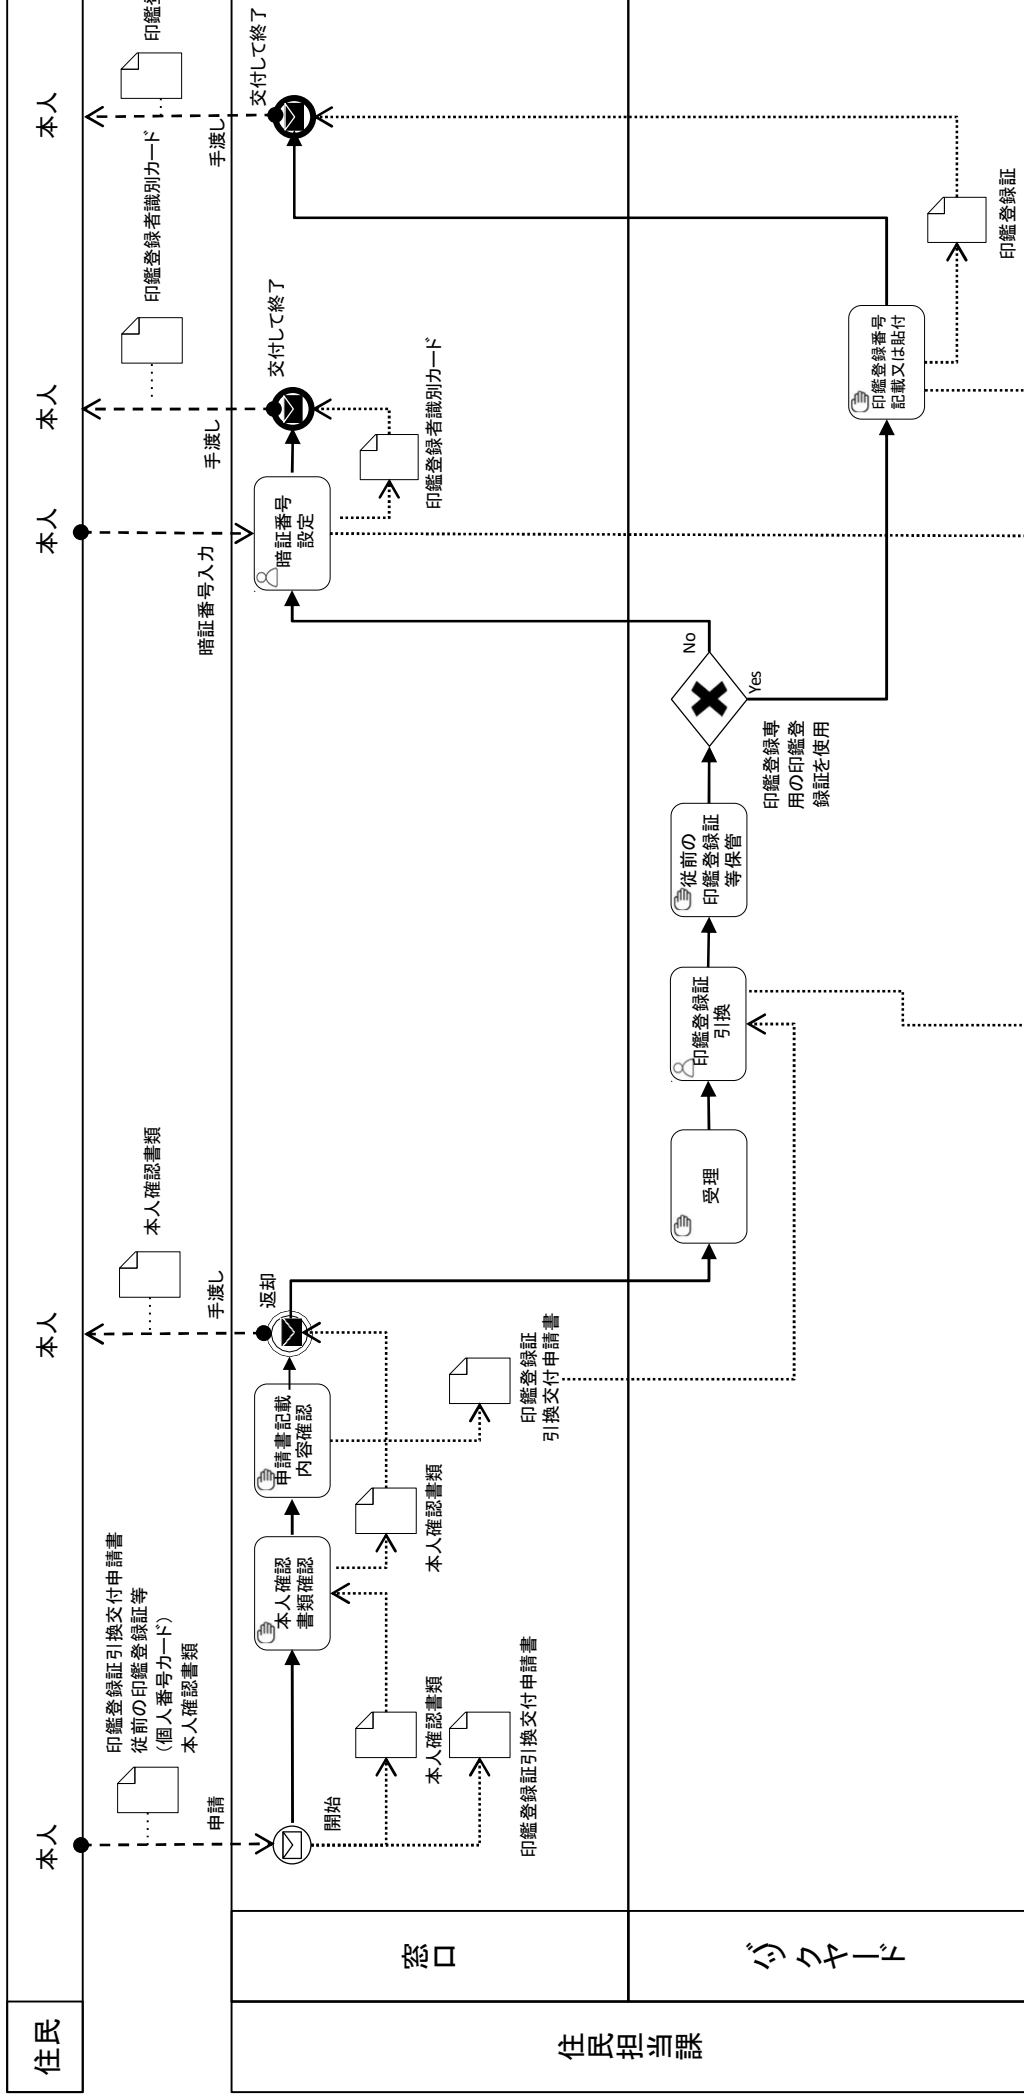 住民
本人
本人
本人
本人
本人
印鑑登録証引換交付申請書
従前の印鑑登録証等
（個人番号カード）
本人確認書類
申請
本人確認書類
手渡し
暗証番号入力
印鑑登録者識別カード
手渡し
印鑑
手渡し
住民担当課
窓口
開始
本人確認書類
印鑑登録証引換交付申請書
本人確認
書類確認
本人確認書類
申請書記載
内容確認
印鑑登録証
引換交付申請書
返却
暗証番号
設定
印鑑登録者識別カード
交付して終了
交付して終了
バックヤード
受理
印鑑登録証
引換
従前の
印鑑登録証
等保管
印鑑登録専
用の印鑑登
録証を使用
No
Yes
印鑑登録番号
記載又は貼付
印鑑登録証